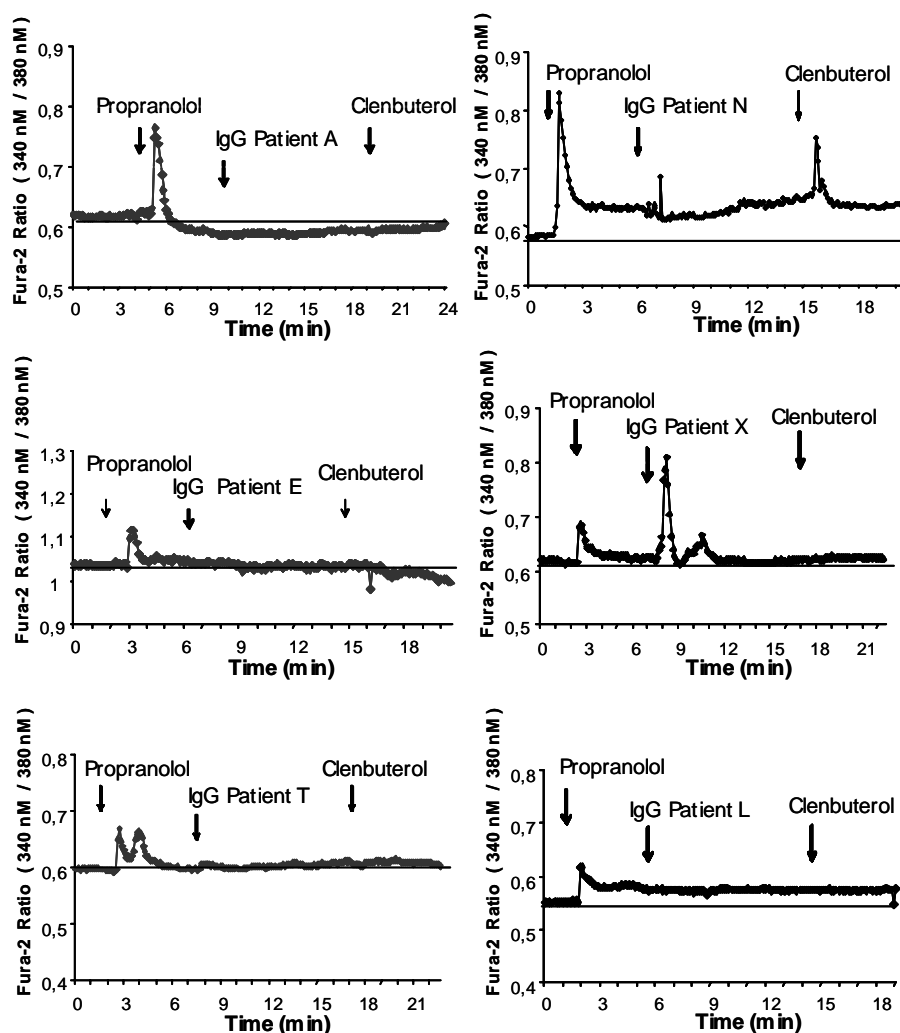 Fura-2 Ratio ( 340 nM / 380 nM)
0,9
0,8
0,7
0,6
0,5
Propranolol
IgG Patient A
Clenbuterol
0 3 6 9 12 15 18 21 24
Time (min)
Fura-2 Ratio ( 340 nM / 380 nM)
0,9
0,8
0,7
0,6
0,5
Propranolol
IgG Patient N
Clenbuterol
0 3 6 9 12 15 18
Time (min)
Fura-2 Ratio ( 340 nM / 380 nM)
1,3
1,2
1,1
1
0,9
Propranolol
IgG Patient E
Clenbuterol
0 3 6 9 12 15 18
Time (min)
Fura-2 Ratio ( 340 nM / 380 nM)
0,9
0,8
0,7
0,6
0,5
Propranolol
IgG Patient X
Clenbuterol
0 3 6 9 12 15 18 21
Time (min)
Fura-2 Ratio ( 340 nM / 380 nM)
0,8
0,7
0,6
0,5
0,4
Propranolol
IgG Patient T
Clenbuterol
0 3 6 9 12 15 18 21
Time (min)
Fura-2 Ratio ( 340 nM / 380 nM)
0,8
0,7
0,6
0,5
0,4
Propranolol
IgG Patient L
Clenbuterol
0 3 6 9 12 15 18
Time (min)